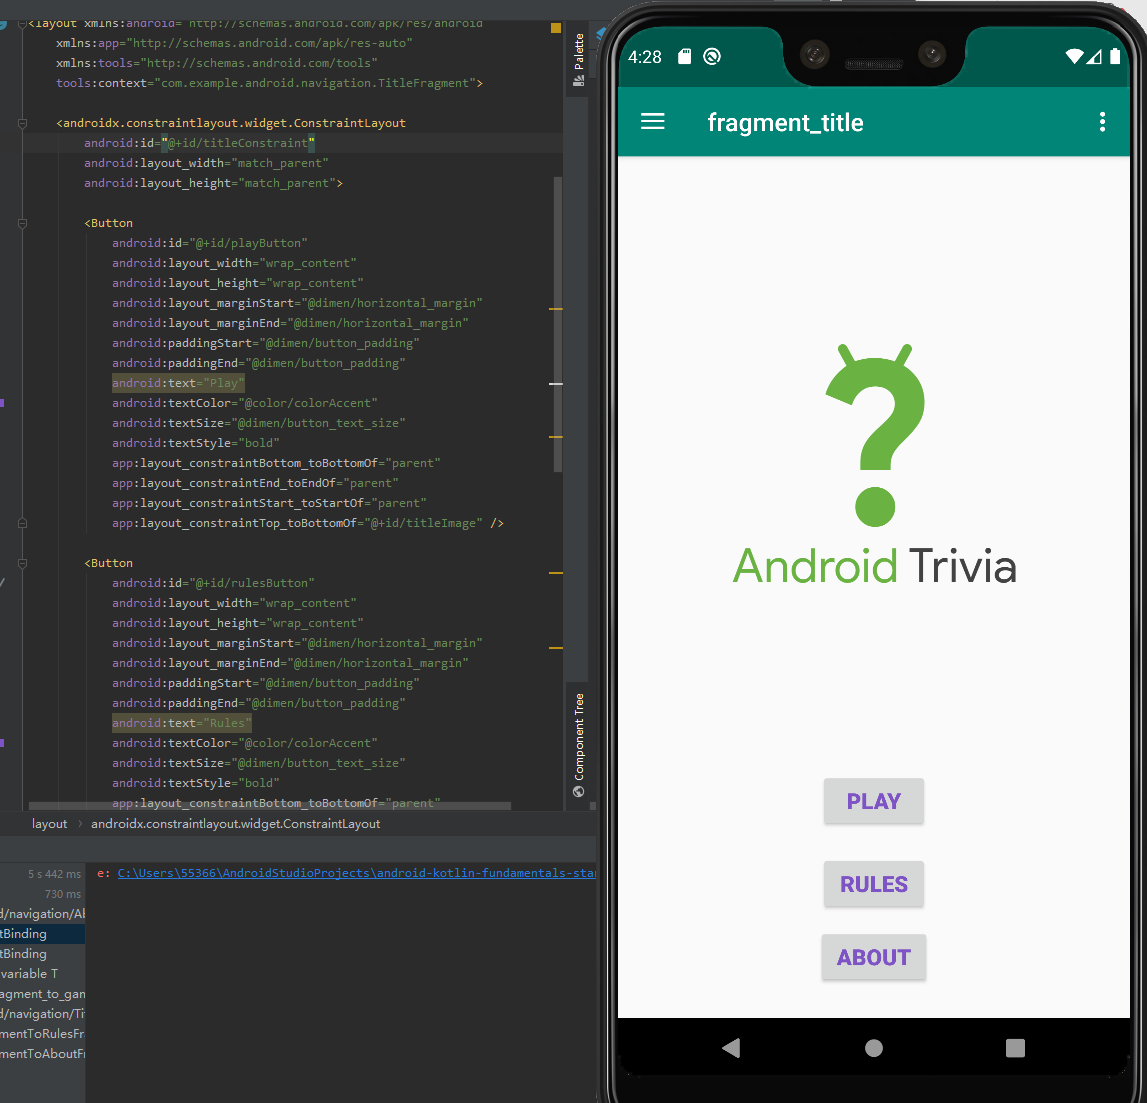 <layout xmlns:android="http://schemas.android.com/apk/res/android
xmlns:app="http://schemas.android.com/apk/res-auto"
xmlns:tools="http://schemas.android.com/tools"
tools:context="com.example.android.navigation.TitleFragment">
<androidx.constraintlayout.widget.ConstraintLayout
android:id="@+id/titleConstraint"
android:layout_width="match_parent"
android:layout_height="match_parent">
<Button
android:id="@+id/playButton"
android:layout_width="wrap_content"
android:layout_height="wrap_content"
android:layout_marginStart="@dimen/horizontal_margin"
android:layout_marginEnd="@dimen/horizontal_margin"
android:paddingStart="@dimen/button_padding"
android:paddingEnd="@dimen/button_padding"
android:text="Play"
android:textColor="@color/colorAccent"
android:textSize="@dimen/button_text_size"
android:textStyle="bold"
app:layout_constraintBottom_toBottomOf="parent"
app:layout_constraintEnd_toEndOf="parent"
app:layout_constraintStart_toStartOf="parent"
app:layout_constraintTop_toBottomOf="@+id/titleImage" />
<Button
android:id="@+id/rulesButton"
android:layout_width="wrap_content"
android:layout_height="wrap_content"
android:layout_marginStart="@dimen/horizontal_margin"
android:layout_marginEnd="@dimen/horizontal_margin"
android:paddingStart="@dimen/button_padding"
android:paddingEnd="@dimen/button_padding"
android:text="Rules"
android:textColor="@color/colorAccent"
android:textSize="@dimen/button_text_size"
android:textStyle="bold"
app:layout_constraintBottom_toBottomOf="parent"
layout › androidx.constraintlayout.widget.ConstraintLayout
5 s 442 ms
730 ms
d/navigation/Al
tBinding
tBinding
variable T
agment_to_gan
d/navigation/Ti
mentToRulesFr
mentToAboutFr
e: C:\Users\55366\AndroidStudioProjects\android-kotlin-fundamentals-sta
Palette
Component Tree
4:28
fragment_title
Android Trivia
PLAY
RULES
ABOUT